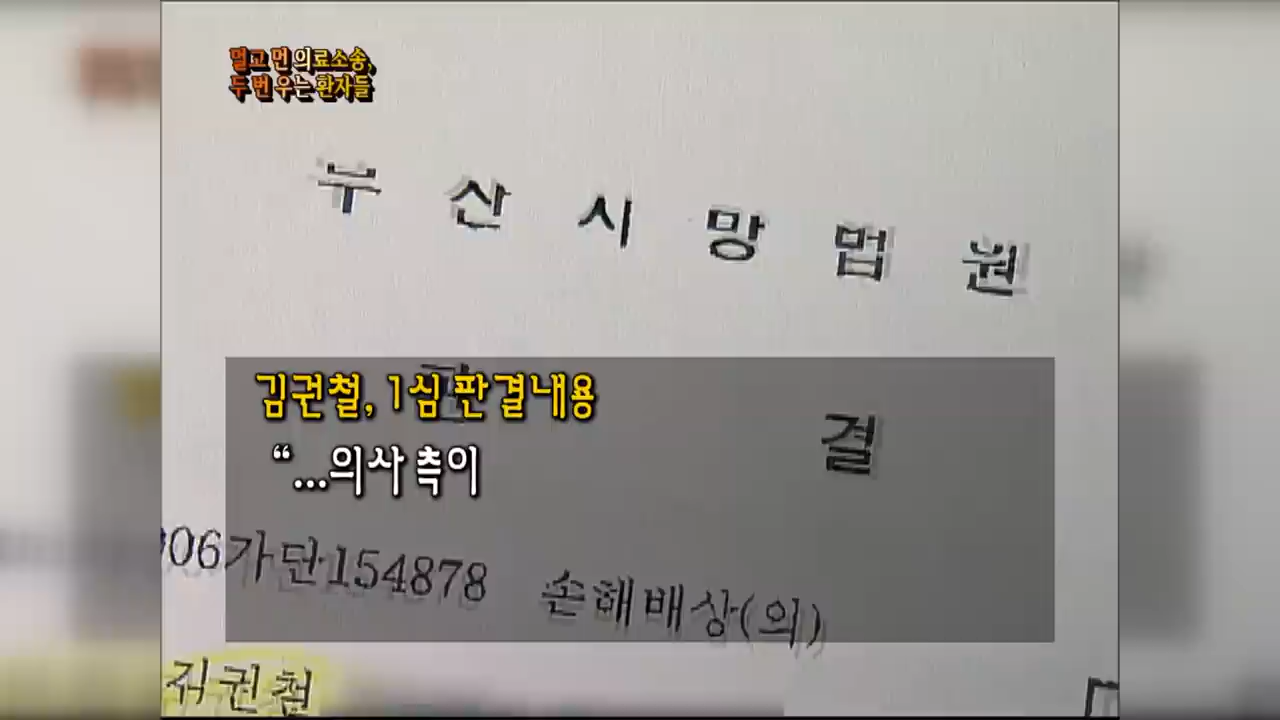 멀고 먼 의료소송,
두 번 우는 환자들
부 산 지 방 법 원
김권철, 1심 판결내용
결
“...의사 측이
06가단154878 손해배상(의)
김권철